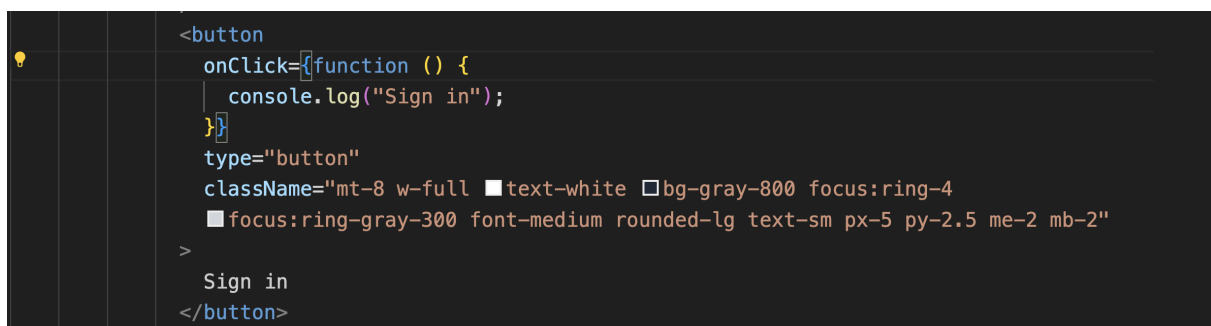 <button
onClick={function () {
console.log("Sign in");
}}
type="button"
className="mt-8 w-full text-white bg-gray-800 focus:ring-4
focus:ring-gray-300 font-medium rounded-lg text-sm px-5 py-2.5 me-2 mb-2"
>
Sign in
</button>